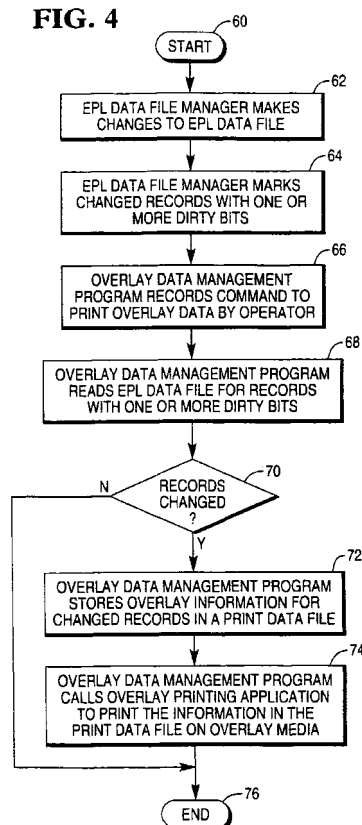 FIG. 4
START
60
62
EPL DATA FILE MANAGER MAKES
CHANGES TO EPL DATA FILE
64
EPL DATA FILE MANAGER MARKS
CHANGED RECORDS WITH ONE OR
MORE DIRTY BITS
66
OVERLAY DATA MANAGEMENT
PROGRAM RECORDS COMMAND TO
PRINT OVERLAY DATA BY OPERATOR
68
OVERLAY DATA MANAGEMENT PROGRAM
READS EPL DATA FILE FOR RECORDS
WITH ONE OR MORE DIRTY BITS
70
N
RECORDS
CHANGED
?
Y
72
OVERLAY DATA MANAGEMENT PROGRAM
STORES OVERLAY INFORMATION FOR
CHANGED RECORDS IN A PRINT DATA FILE
74
OVERLAY DATA MANAGEMENT PROGRAM
CALLS OVERLAY PRINTING APPLICATION
TO PRINT THE INFORMATION IN THE
PRINT DATA FILE ON OVERLAY MEDIA
76
END